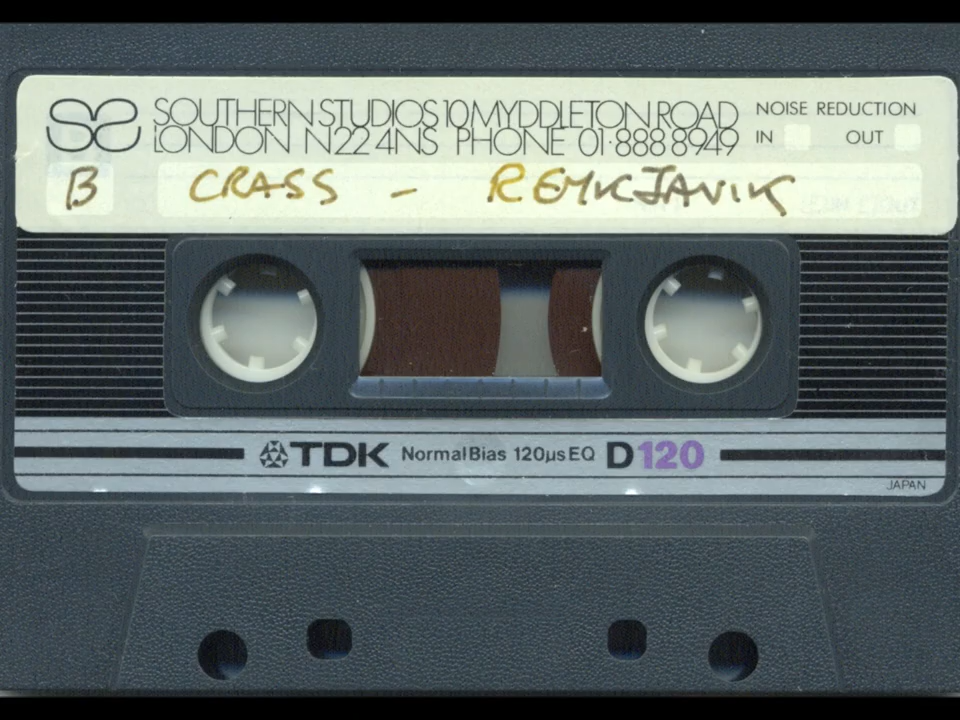 SOUTHERN STUDIOS 10 MYDDLETON ROAD
LONDON N22 4NS PHONE 01·888 8949
NOISE REDUCTION
IN OUT
B CRASS - REYKJAVIK
TDK Normal Bias 120μs EQ D120
JAPAN